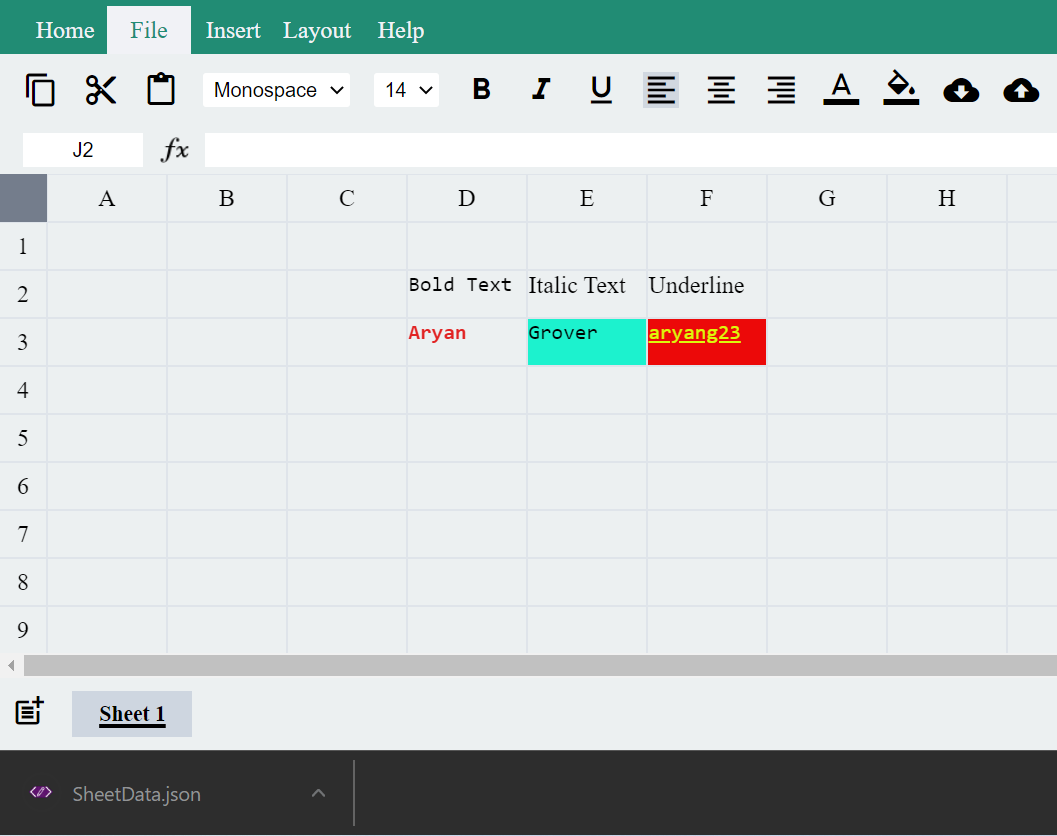 Home File Insert Layout Help
Monospace 14 B I U A
J2 fx
A B C D E F G H
1
2 Bold Text Italic Text Underline
3 Aryan Grover aryang23
4
5
6
7
8
9
Sheet 1
SheetData.json